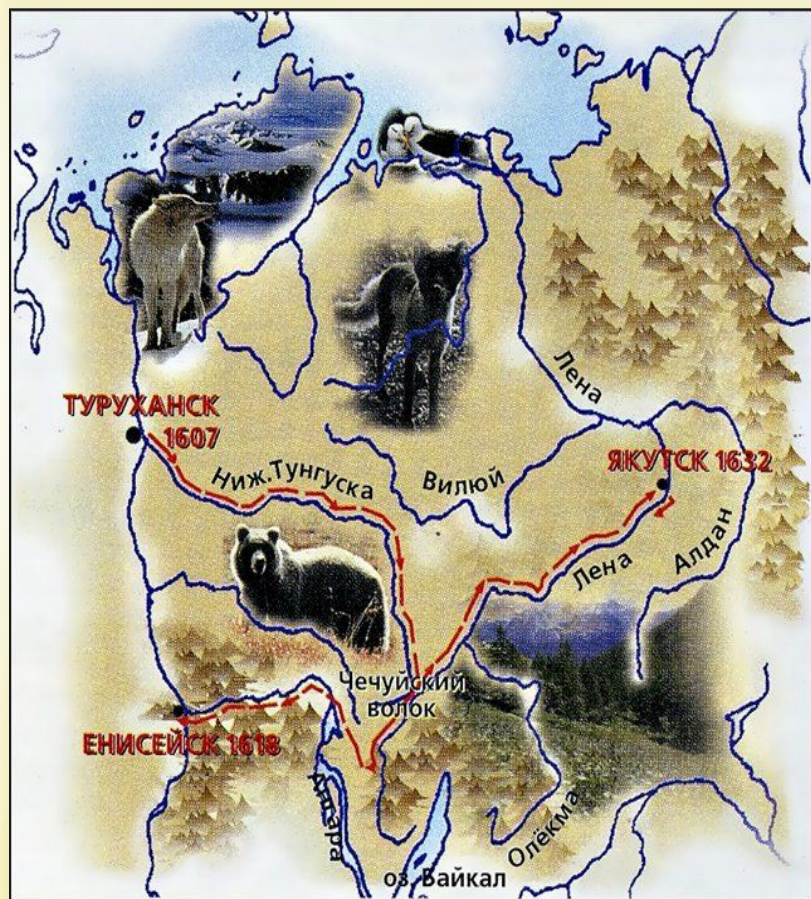 Лена
ТУРУХАНСК
1607
Ниж.Тунгуска
Вилюй
ЯКУТСК 1632
Лена
Алдан
Чечуйский
волок
ЕНИСЕЙСК 1618
Ангара
Олёкма
оз. Байкал